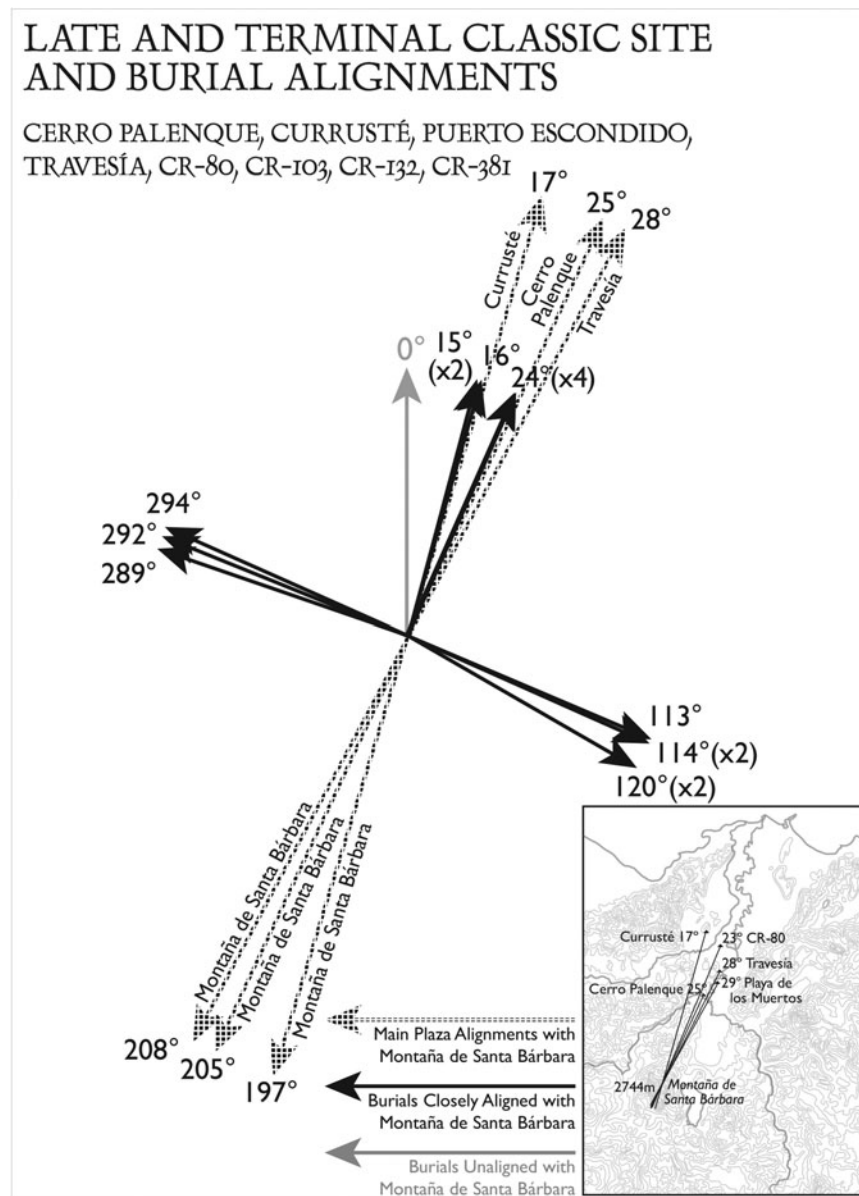 LATE AND TERMINAL CLASSIC SITE
AND BURIAL ALIGNMENTS
CERRO PALENQUE, CURRUSTÉ, PUERTO ESCONDIDO,
TRAVESÍA, CR-80, CR-103, CR-132, CR-381
17°
25°
28°
Currusté
Cerro
Palenque
Travesía
0°
15°
(x2)
16°
24°(x4)
294°
292°
289°
113°
114°(x2)
120°(x2)
Montaña de Santa Bárbara
Montaña de Santa Bárbara
Montaña de Santa Bárbara
208°
205°
197°
Main Plaza Alignments with
Montaña de Santa Bárbara
Burials Closely Aligned with
Montaña de Santa Bárbara
Burials Unaligned with
Montaña de Santa Bárbara
Currusté 17°
23° CR-80
28° Travesía
29° Playa de
los Muertos
Cerro Palenque 25°
2744m
Montaña de
Santa Bárbara